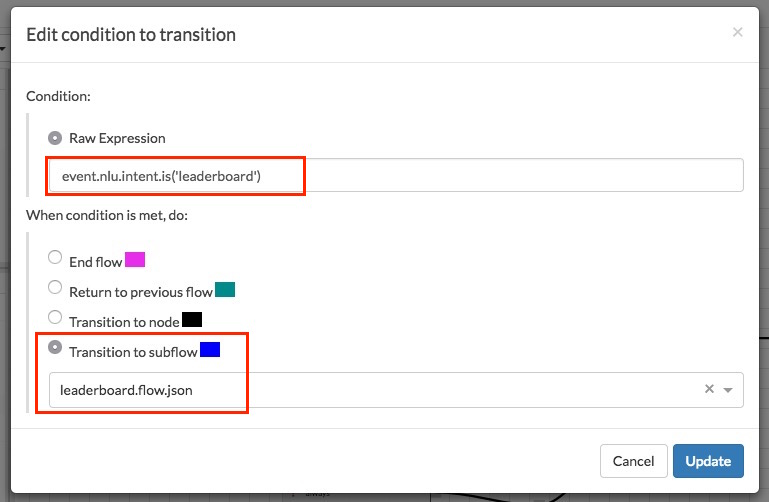 Edit condition to transition
×
Condition:
Raw Expression
event.nlu.intent.is('leaderboard')
When condition is met, do:
End flow
Return to previous flow
Transition to node
Transition to subflow
leaderboard.flow.json
Cancel Update
always